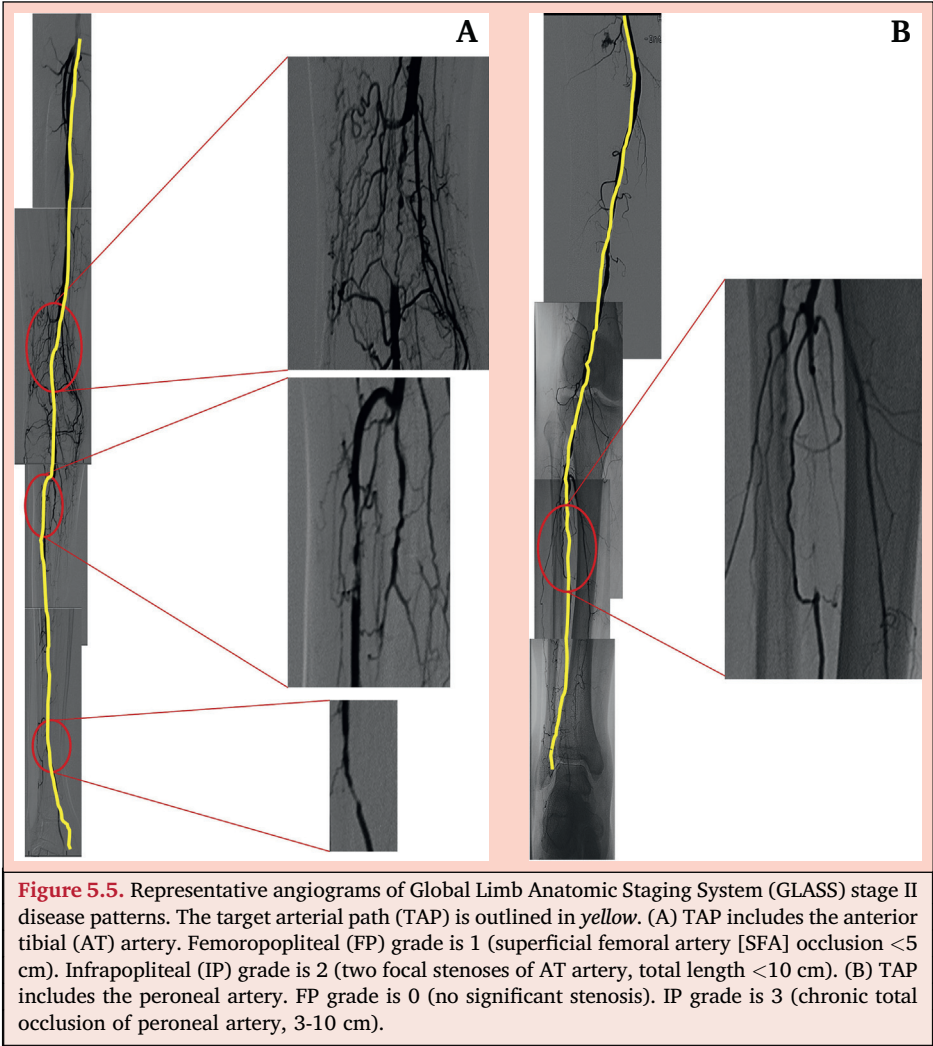 A
B
Figure 5.5. Representative angiograms of Global Limb Anatomic Staging System (GLASS) stage II
disease patterns. The target arterial path (TAP) is outlined in yellow. (A) TAP includes the anterior
tibial (AT) artery. Femoropopliteal (FP) grade is 1 (superficial femoral artery [SFA] occlusion <5
cm). Infrapopliteal (IP) grade is 2 (two focal stenoses of AT artery, total length <10 cm). (B) TAP
includes the peroneal artery. FP grade is 0 (no significant stenosis). IP grade is 3 (chronic total
occlusion of peroneal artery, 3-10 cm).